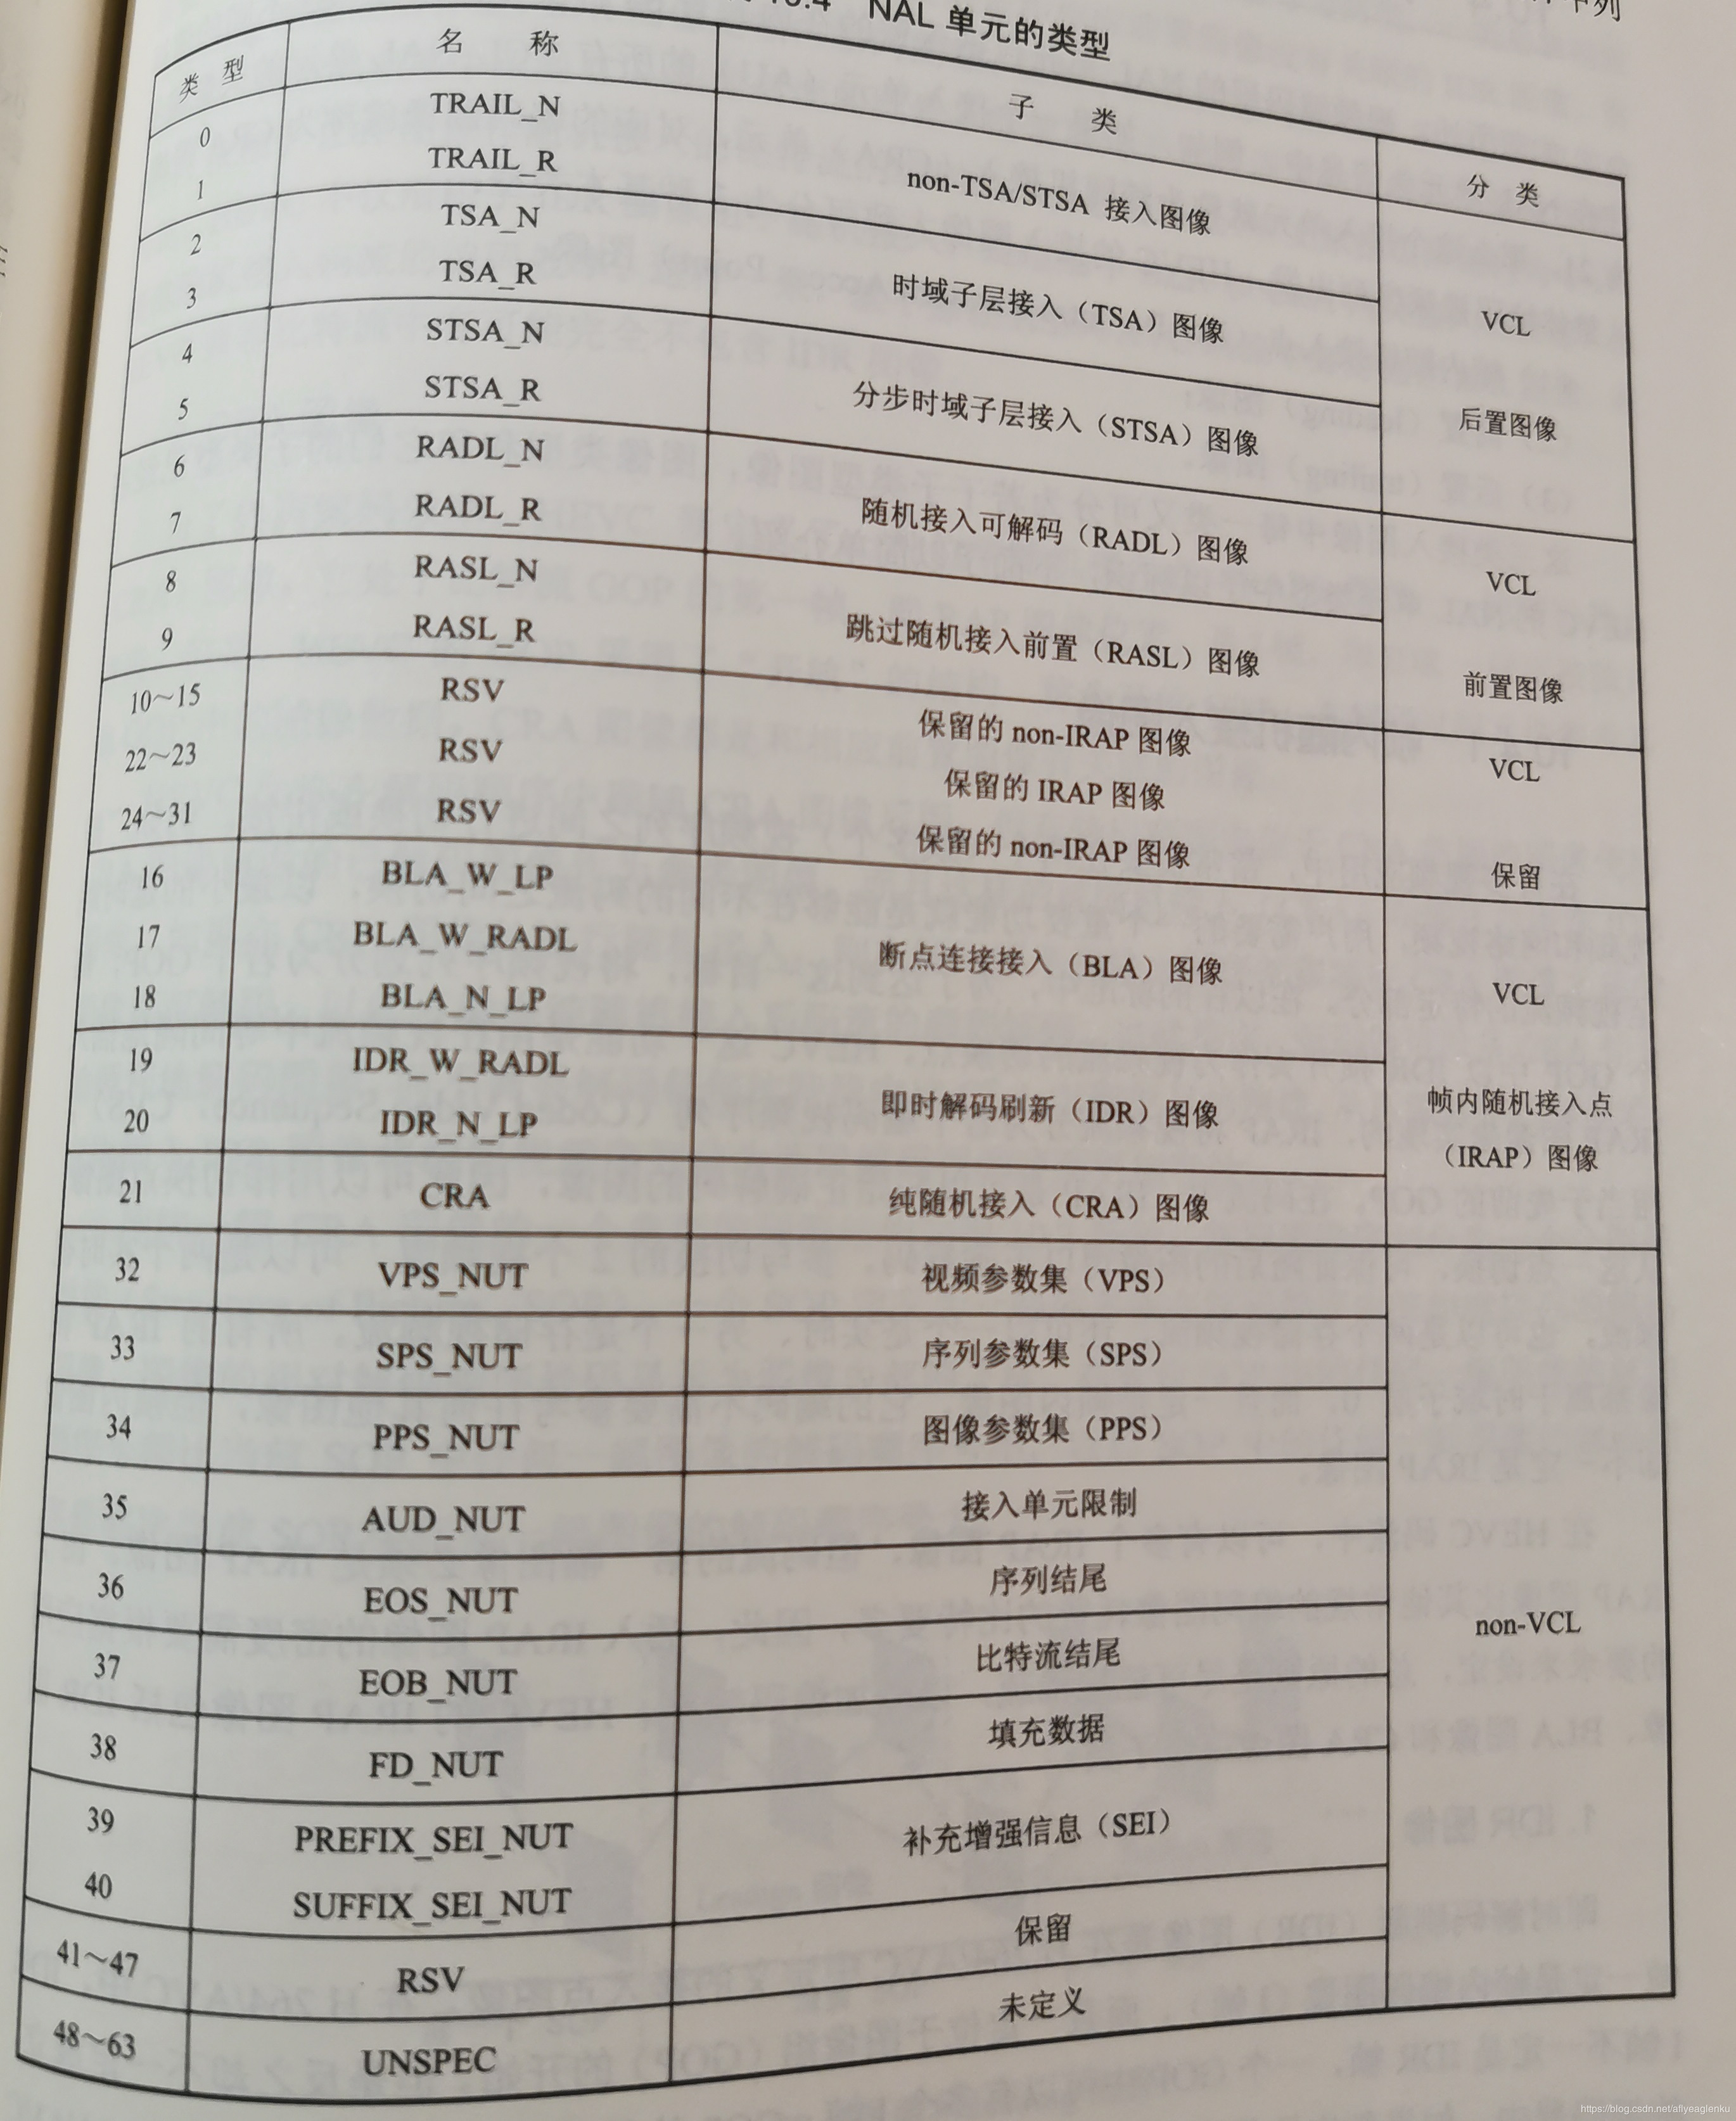 NAL 单元的类型
类 型 名 称 子 类 分 类
0 TRAIL_N
1 TRAIL_R
non-TSA/STSA 接入图像
2 TSA_N
3 TSA_R
时域子层接入（TSA）图像
4 STSA_N
5 STSA_R
分步时域子层接入（STSA）图像
VCL
后置图像
6 RADL_N
7 RADL_R
随机接入可解码（RADL）图像
8 RASL_N
9 RASL_R
跳过随机接入前置（RASL）图像
VCL
前置图像
10～15 RSV 保留的 non-IRAP 图像
22～23 RSV 保留的 IRAP 图像
24～31 RSV 保留的 non-IRAP 图像
VCL
保留
16 BLA_W_LP
17 BLA_W_RADL
18 BLA_N_LP
断点连接接入（BLA）图像
19 IDR_W_RADL
20 IDR_N_LP
即时解码刷新（IDR）图像
21 CRA 纯随机接入（CRA）图像
VCL
帧内随机接入点
（IRAP）图像
32 VPS_NUT 视频参数集（VPS）
33 SPS_NUT 序列参数集（SPS）
34 PPS_NUT 图像参数集（PPS）
35 AUD_NUT 接入单元限制
36 EOS_NUT 序列结尾
37 EOB_NUT 比特流结尾
38 FD_NUT 填充数据
39 PREFIX_SEI_NUT
40 SUFFIX_SEI_NUT
补充增强信息（SEI）
41～47 RSV 保留
48～63 UNSPEC 未定义
non-VCL
https://blog.csdn.net/aflyeaglenku